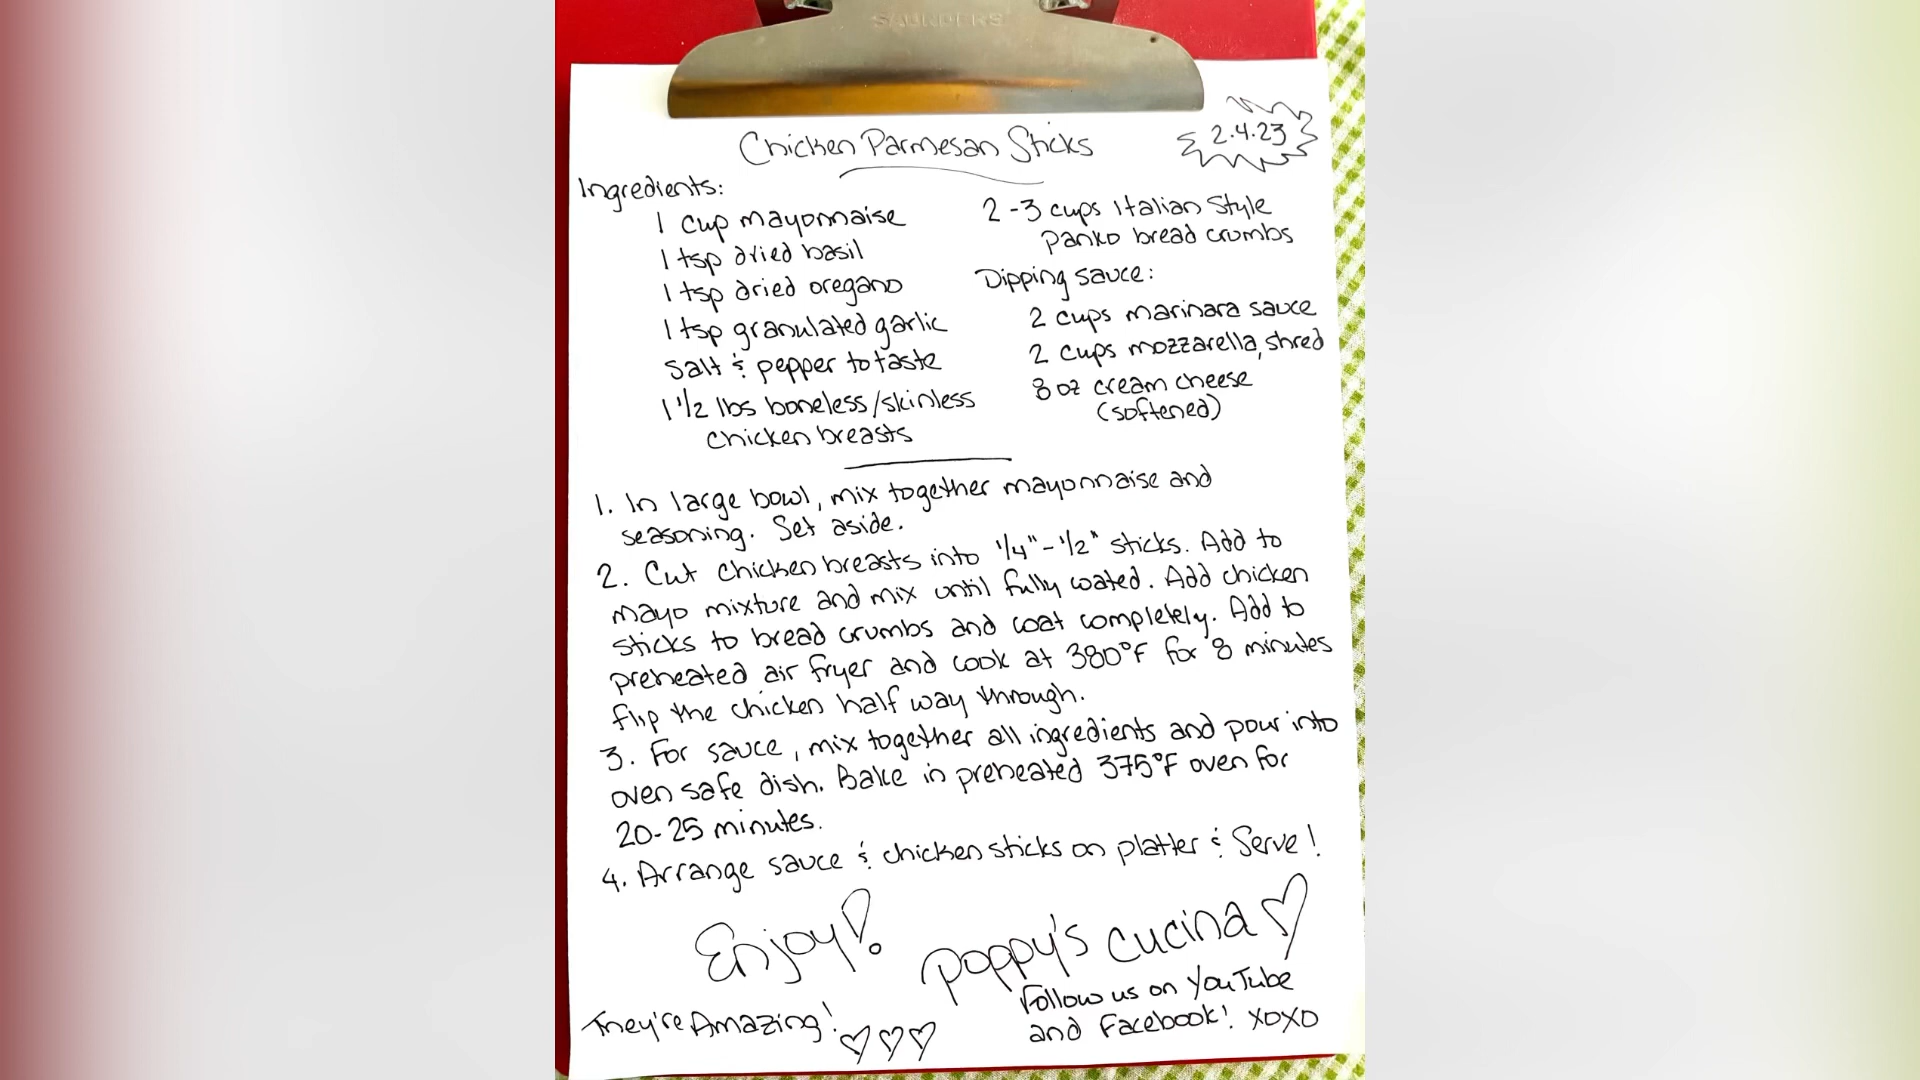 SAUNDERS
Chicken Parmesan Sticks
2.4.23
Ingredients:
1 cup mayonnaise
1 tsp dried basil
1 tsp dried oregano
1 tsp granulated garlic
Salt & pepper to taste
1 1/2 lbs boneless/skinless
chicken breasts
2-3 cups Italian Style
panko bread crumbs
Dipping sauce:
2 cups marinara sauce
2 cups mozzarella, shred
8 oz cream cheese
(softened)
1. In large bowl, mix together mayonnaise and
seasoning. Set aside.
2. Cut chicken breasts into 1/4"-1/2" sticks. Add to
mayo mixture and mix until fully coated. Add chicken
sticks to bread crumbs and coat completely. Add to
preheated air fryer and cook at 380°F for 8 minutes
flip the chicken half way through.
3. For sauce, mix together all ingredients and pour into
oven safe dish. Bake in preheated 375°F oven for
20-25 minutes.
4. Arrange sauce & chicken sticks on platter & Serve!
Enjoy!
Poppy's Cucina
They're Amazing!
Follow us on YouTube
and Facebook! XOXO